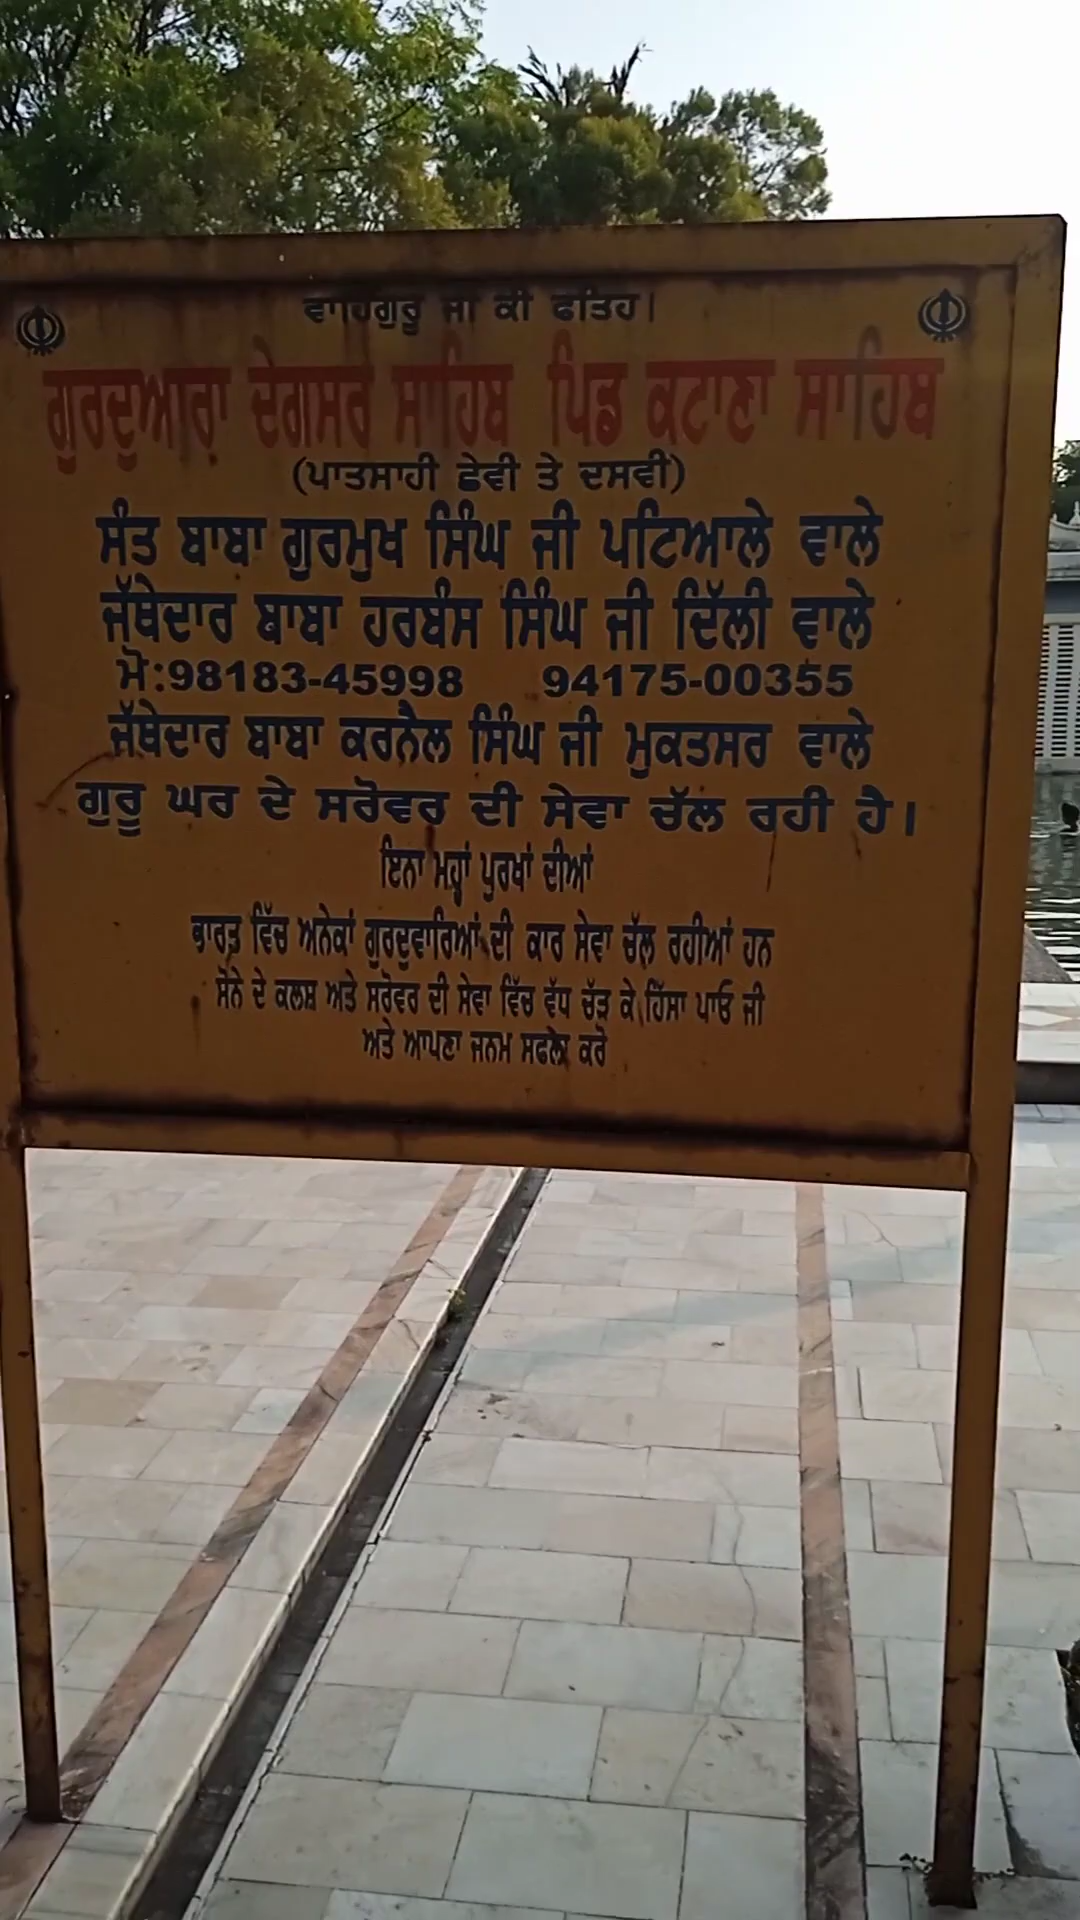 ਵਾਹਿਗੁਰੂ ਜੀ ਕੀ ਫਤਿਹ।
ਗੁਰਦੁਆਰਾ ਦੇਗਸਰ ਸਾਹਿਬ ਪਿੰਡ ਕਟਾਣਾ ਸਾਹਿਬ
(ਪਾਤਸਾਹੀ ਛੇਵੀ ਤੇ ਦਸਵੀ)
ਸੰਤ ਬਾਬਾ ਗੁਰਮੁਖ ਸਿੰਘ ਜੀ ਪਟਿਆਲੇ ਵਾਲੇ
ਜੱਥੇਦਾਰ ਬਾਬਾ ਹਰਬੰਸ ਸਿੰਘ ਜੀ ਦਿੱਲੀ ਵਾਲੇ
ਮੋ:98183-45998 94175-00355
ਜੱਥੇਦਾਰ ਬਾਬਾ ਕਰਨੈਲ ਸਿੰਘ ਜੀ ਮੁਕਤਸਰ ਵਾਲੇ
ਗੁਰੂ ਘਰ ਦੇ ਸਰੋਵਰ ਦੀ ਸੇਵਾ ਚੱਲ ਰਹੀ ਹੈ।
ਇਨਾ ਮਹ੍ਹਾਂ ਪੁਰਖਾਂ ਦੀਆਂ
ਭਾਰਤ ਵਿੱਚ ਅਨੇਕਾਂ ਗੁਰਦੁਵਾਰਿਆਂ ਦੀ ਕਾਰ ਸੇਵਾ ਚੱਲ ਰਹੀਆਂ ਹਨ
ਸੋਨੇ ਦੇ ਕਲਸ਼ ਅਤੇ ਸਰੋਵਰ ਦੀ ਸੇਵਾ ਵਿੱਚ ਵੱਧ ਚੱੜ ਕੇ ਹਿੱਸਾ ਪਾਓ ਜੀ
ਅਤੇ ਆਪਣਾ ਜਨਮ ਸਫਲਾ ਕਰੋ